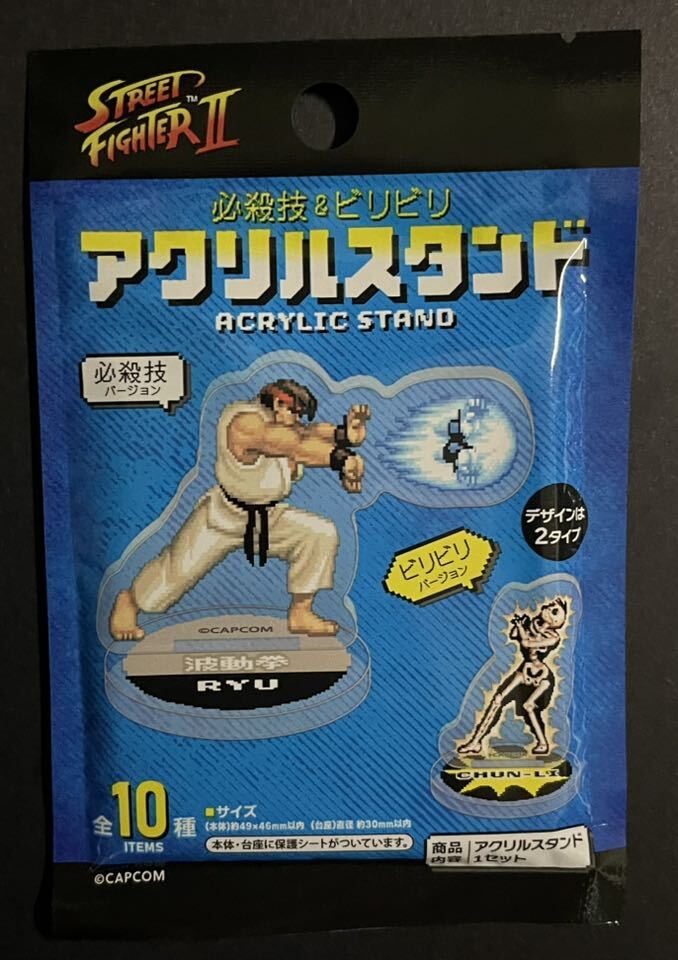 STREET
FIGHTER II™
必殺技&ビリビリ
アクリルスタンド
ACRYLIC STAND
必殺技
バージョン
デザインは
2タイプ
ビリビリ
バージョン
©CAPCOM
波動拳
RYU
CHUN-LI
全10種
ITEMS
■サイズ
(本体)約49×46mm以内 (台座)直径 約30mm以内
本体・台座に保護シートがついています。
商品内容
アクリルスタンド
1セット
©CAPCOM